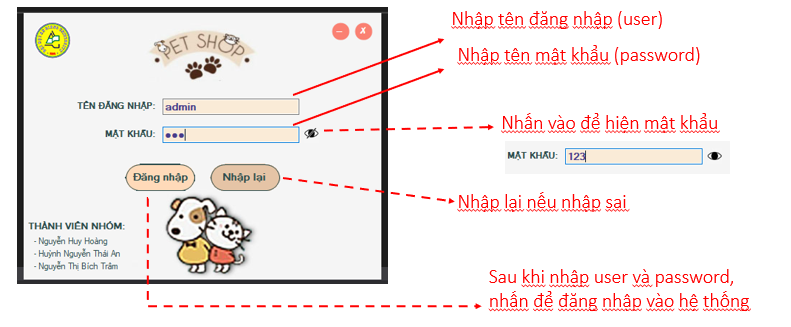 PET SHOP
TÊN ĐĂNG NHẬP: admin
MẬT KHẨU: ●●●
Đăng nhập
Nhập lại
THÀNH VIÊN NHÓM:
- Nguyễn Huy Hoàng
- Huỳnh Nguyễn Thái An
- Nguyễn Thị Bích Trâm
Nhập tên đăng nhập (user)
Nhập tên mật khẩu (password)
Nhấn vào để hiện mật khẩu
MẬT KHẨU: 123
Nhập lại nếu nhập sai
Sau khi nhập user và password,
nhấn để đăng nhập vào hệ thống